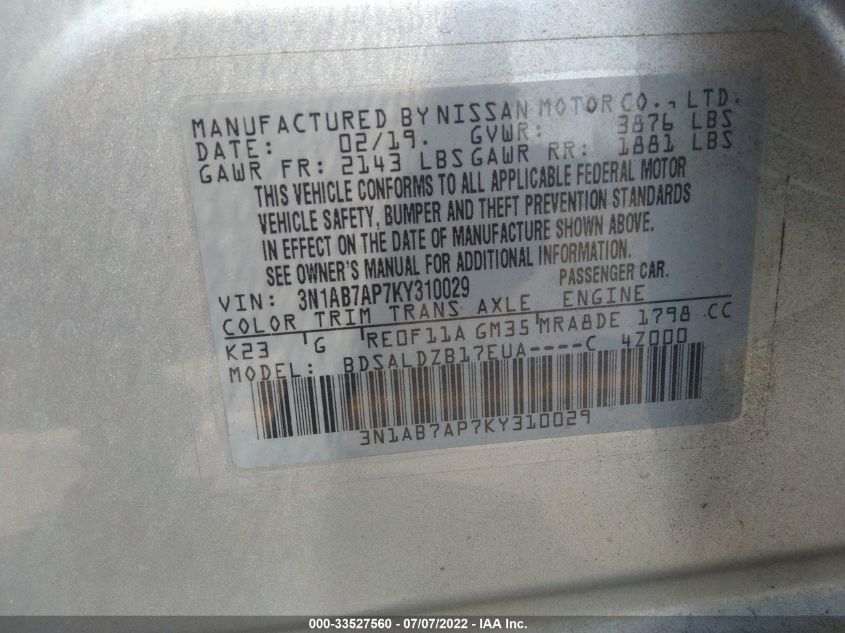 MANUFACTURED BY NISSAN MOTOR CO., LTD.
DATE: 02/19. GVWR: 3876 LBS
GAWR FR: 2143 LBS GAWR RR: 1881 LBS
THIS VEHICLE CONFORMS TO ALL APPLICABLE FEDERAL MOTOR
VEHICLE SAFETY, BUMPER AND THEFT PREVENTION STANDARDS
IN EFFECT ON THE DATE OF MANUFACTURE SHOWN ABOVE.
SEE OWNER'S MANUAL FOR ADDITIONAL INFORMATION.
VIN: 3N1AB7AP7KY310029 PASSENGER CAR.
COLOR TRIM TRANS AXLE ENGINE
K23 G RE0F11A GM35 MRA8DE 1798 CC
MODEL: BDSALDZB17EUA----C 4Z000
3N1AB7AP7KY310029
000-33527560 - 07/07/2022 - IAA Inc.